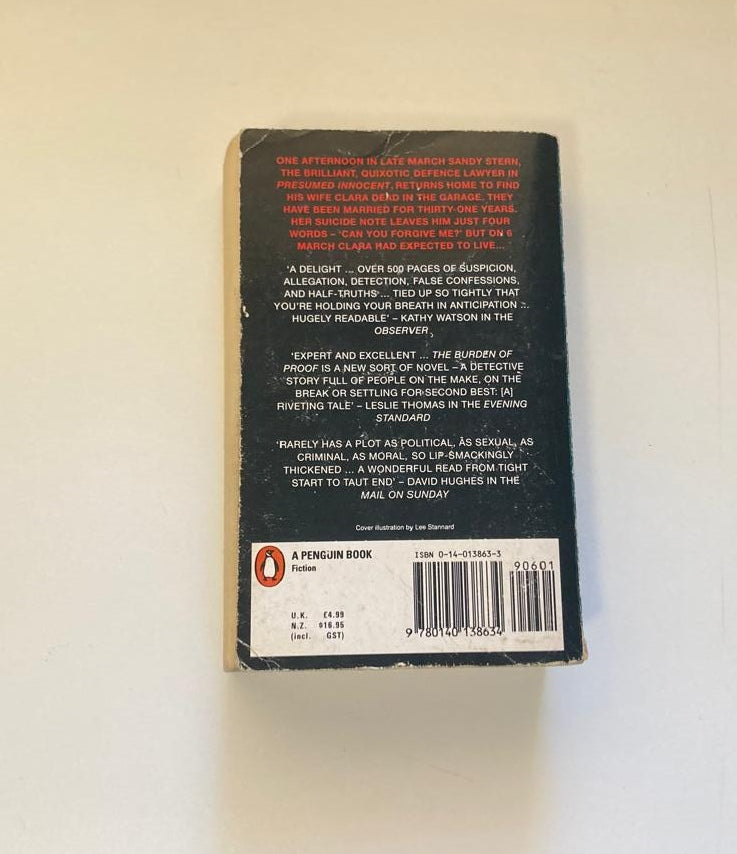 ONE AFTERNOON IN LATE MARCH SANDY STERN,
THE BRILLIANT, QUIXOTIC DEFENCE LAWYER IN
PRESUMED INNOCENT, RETURNS HOME TO FIND
HIS WIFE CLARA DEAD IN THE GARAGE. THEY
HAVE BEEN MARRIED FOR THIRTY-ONE YEARS.
HER SUICIDE NOTE LEAVES HIM JUST FOUR
WORDS – 'CAN YOU FORGIVE ME?' BUT ON 6
MARCH CLARA HAD EXPECTED TO LIVE...
'A DELIGHT ... OVER 500 PAGES OF SUSPICION,
ALLEGATION, DETECTION, FALSE CONFESSIONS,
AND HALF-TRUTHS ... TIED UP SO TIGHTLY THAT
YOU'RE HOLDING YOUR BREATH IN ANTICIPATION ...
HUGELY READABLE' – KATHY WATSON IN THE
OBSERVER
'EXPERT AND EXCELLENT ... THE BURDEN OF
PROOF IS A NEW SORT OF NOVEL – A DETECTIVE
STORY FULL OF PEOPLE ON THE MAKE, ON THE
BREAK OR SETTLING FOR SECOND BEST: [A]
RIVETING TALE' – LESLIE THOMAS IN THE EVENING
STANDARD
'RARELY HAS A PLOT AS POLITICAL, AS SEXUAL, AS
CRIMINAL, AS MORAL, SO LIP-SMACKINGLY
THICKENED ... A WONDERFUL READ FROM TIGHT
START TO TAUT END' – DAVID HUGHES IN THE
MAIL ON SUNDAY
Cover illustration by Lee Stannard
A PENGUIN BOOK
Fiction
ISBN 0-14-013863-3
90601
U.K. £4.99
N.Z. $16.95
(incl. GST)
9 780140 138634